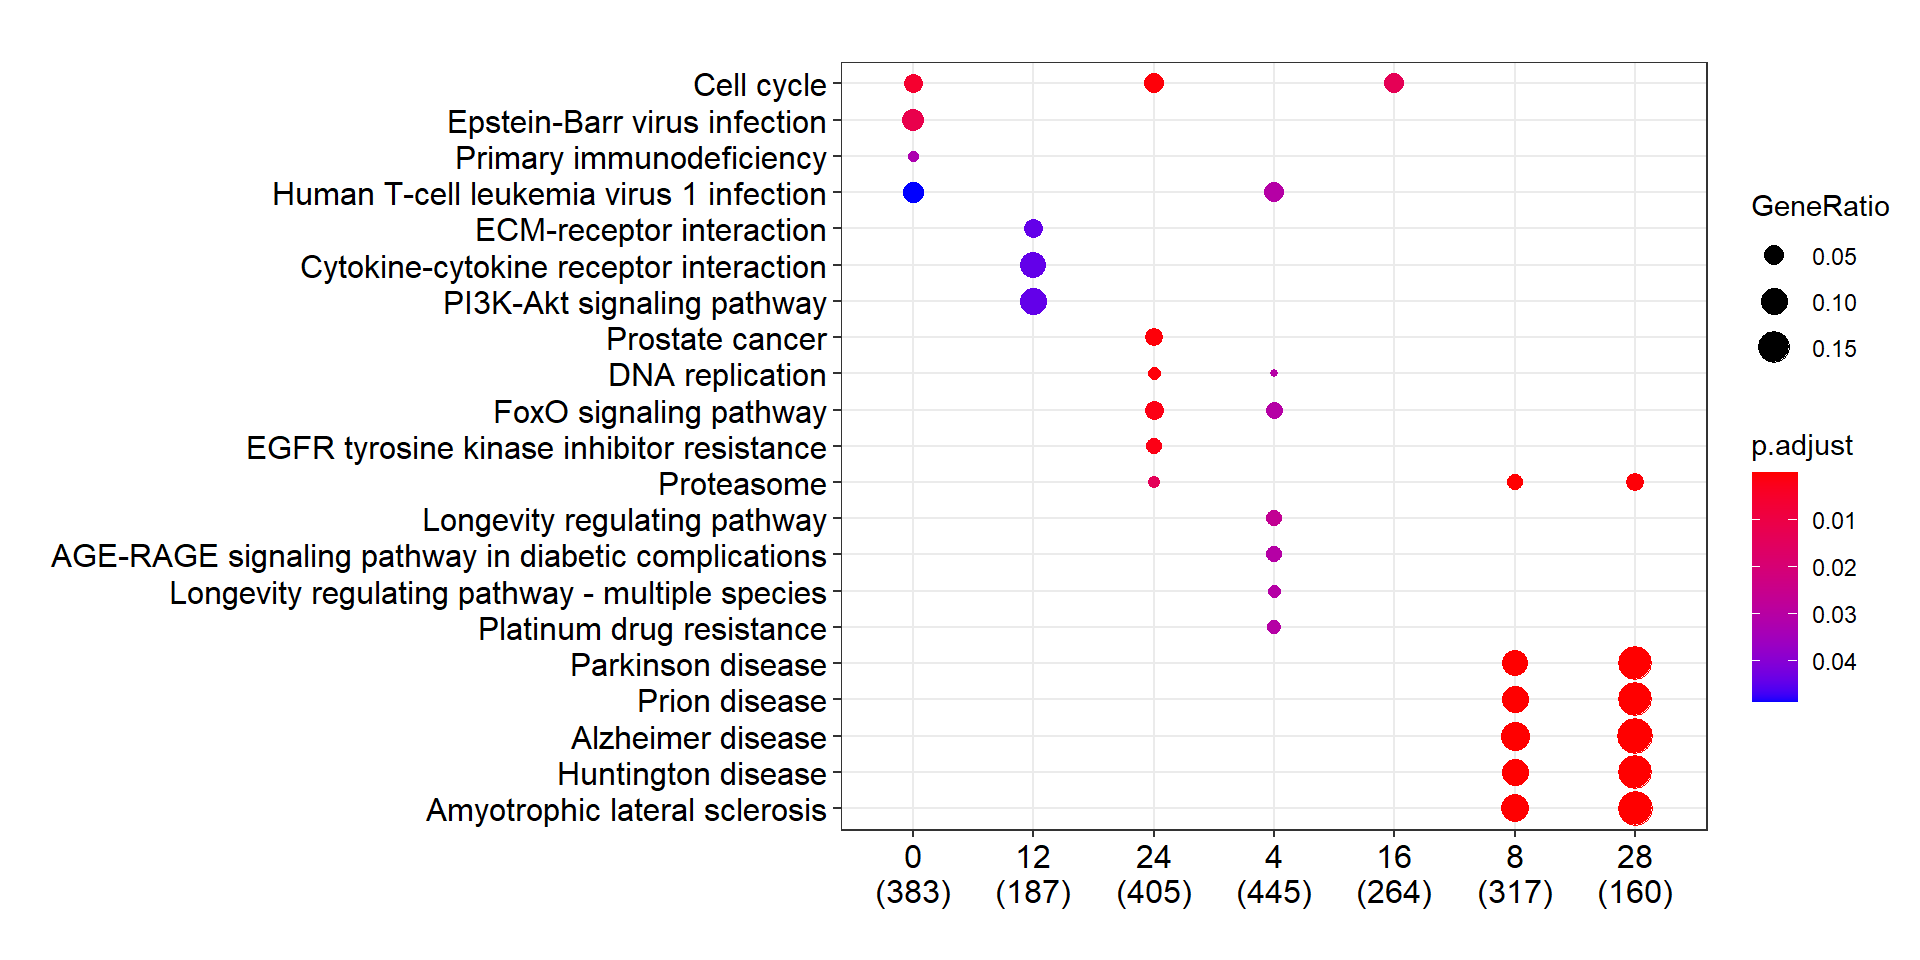 Cell cycle
Epstein-Barr virus infection
Primary immunodeficiency
Human T-cell leukemia virus 1 infection
ECM-receptor interaction
Cytokine-cytokine receptor interaction
PI3K-Akt signaling pathway
Prostate cancer
DNA replication
FoxO signaling pathway
EGFR tyrosine kinase inhibitor resistance
Proteasome
Longevity regulating pathway
AGE-RAGE signaling pathway in diabetic complications
Longevity regulating pathway - multiple species
Platinum drug resistance
Parkinson disease
Prion disease
Alzheimer disease
Huntington disease
Amyotrophic lateral sclerosis
0 12 24 4 16 8 28
(383) (187) (405) (445) (264) (317) (160)
GeneRatio
0.05
0.10
0.15
p.adjust
0.01
0.02
0.03
0.04